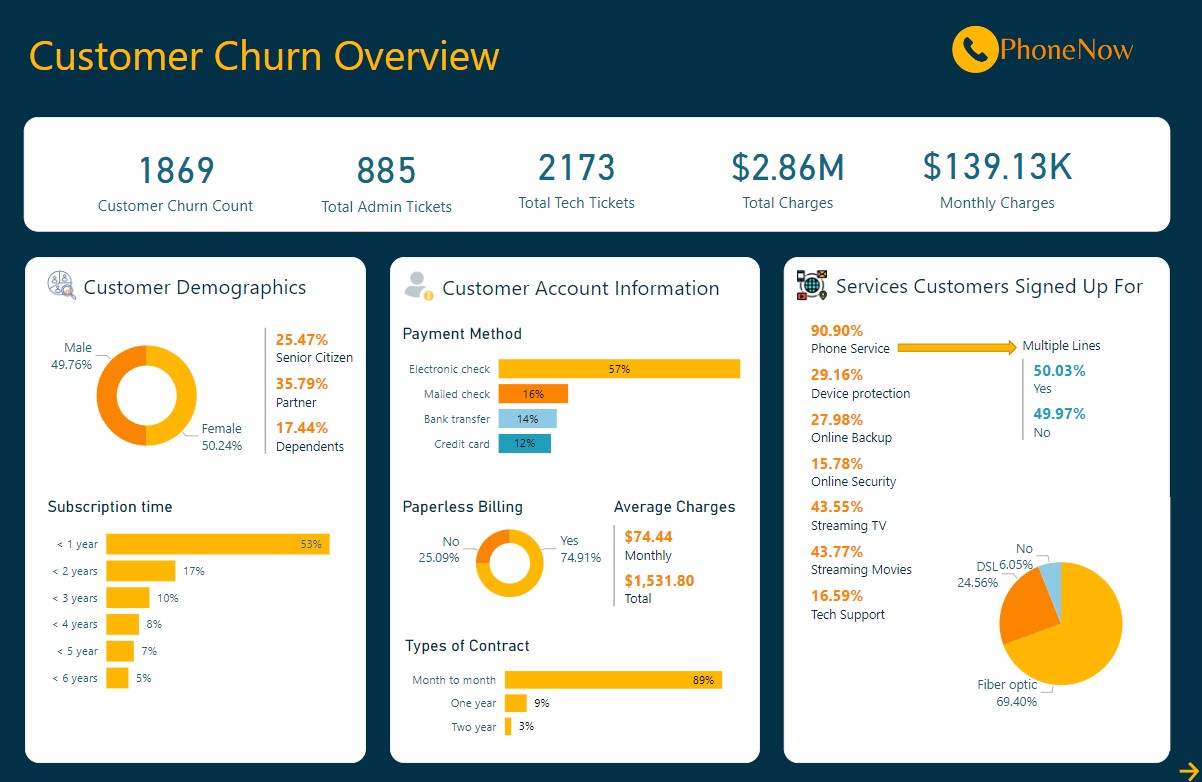 Customer Churn Overview
PhoneNow
1869
Customer Churn Count
885
Total Admin Tickets
2173
Total Tech Tickets
$2.86M
Total Charges
$139.13K
Monthly Charges
Customer Demographics
Male
49.76%
Female
50.24%
25.47%
Senior Citizen
35.79%
Partner
17.44%
Dependents
Subscription time
< 1 year 53%
< 2 years 17%
< 3 years 10%
< 4 years 8%
< 5 year 7%
< 6 years 5%
Customer Account Information
Payment Method
Electronic check 57%
Mailed check 16%
Bank transfer 14%
Credit card 12%
Paperless Billing
No
25.09%
Yes
74.91%
Average Charges
$74.44
Monthly
$1,531.80
Total
Types of Contract
Month to month 89%
One year 9%
Two year 3%
Services Customers Signed Up For
90.90%
Phone Service
29.16%
Device protection
27.98%
Online Backup
15.78%
Online Security
43.55%
Streaming TV
43.77%
Streaming Movies
16.59%
Tech Support
Multiple Lines
50.03%
Yes
49.97%
No
No
6.05%
DSL
24.56%
Fiber optic
69.40%